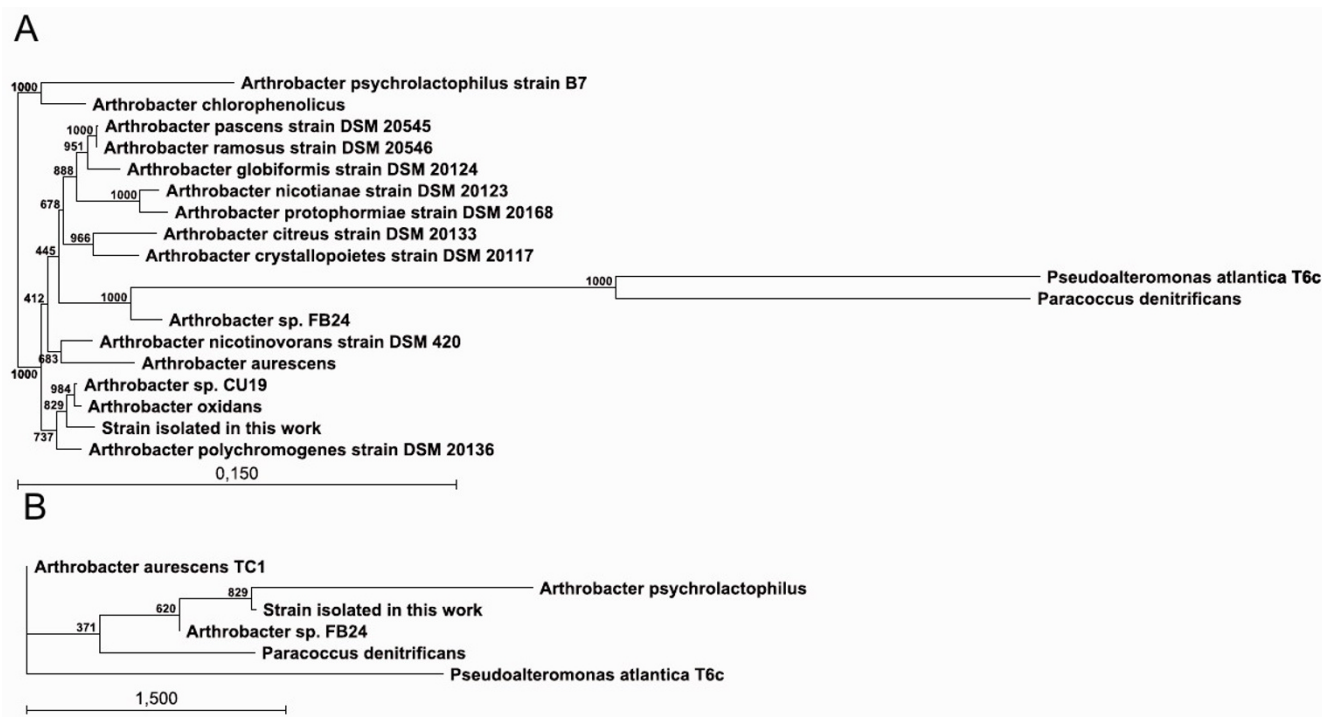 A
1000
Arthrobacter psychrolactophilus strain B7
Arthrobacter chlorophenolicus
1000
Arthrobacter pascens strain DSM 20545
951
Arthrobacter ramosus strain DSM 20546
888
Arthrobacter globiformis strain DSM 20124
1000
Arthrobacter nicotianae strain DSM 20123
678
Arthrobacter protophormiae strain DSM 20168
966
Arthrobacter citreus strain DSM 20133
445
Arthrobacter crystallopoietes strain DSM 20117
1000
Pseudoalteromonas atlantica T6c
412
1000
Paracoccus denitrificans
Arthrobacter sp. FB24
Arthrobacter nicotinovorans strain DSM 420
683
Arthrobacter aurescens
1000
984
Arthrobacter sp. CU19
829
Arthrobacter oxidans
Strain isolated in this work
737
Arthrobacter polychromogenes strain DSM 20136
0,150
B
Arthrobacter aurescens TC1
829
Arthrobacter psychrolactophilus
620
Strain isolated in this work
371
Arthrobacter sp. FB24
Paracoccus denitrificans
Pseudoalteromonas atlantica T6c
1,500